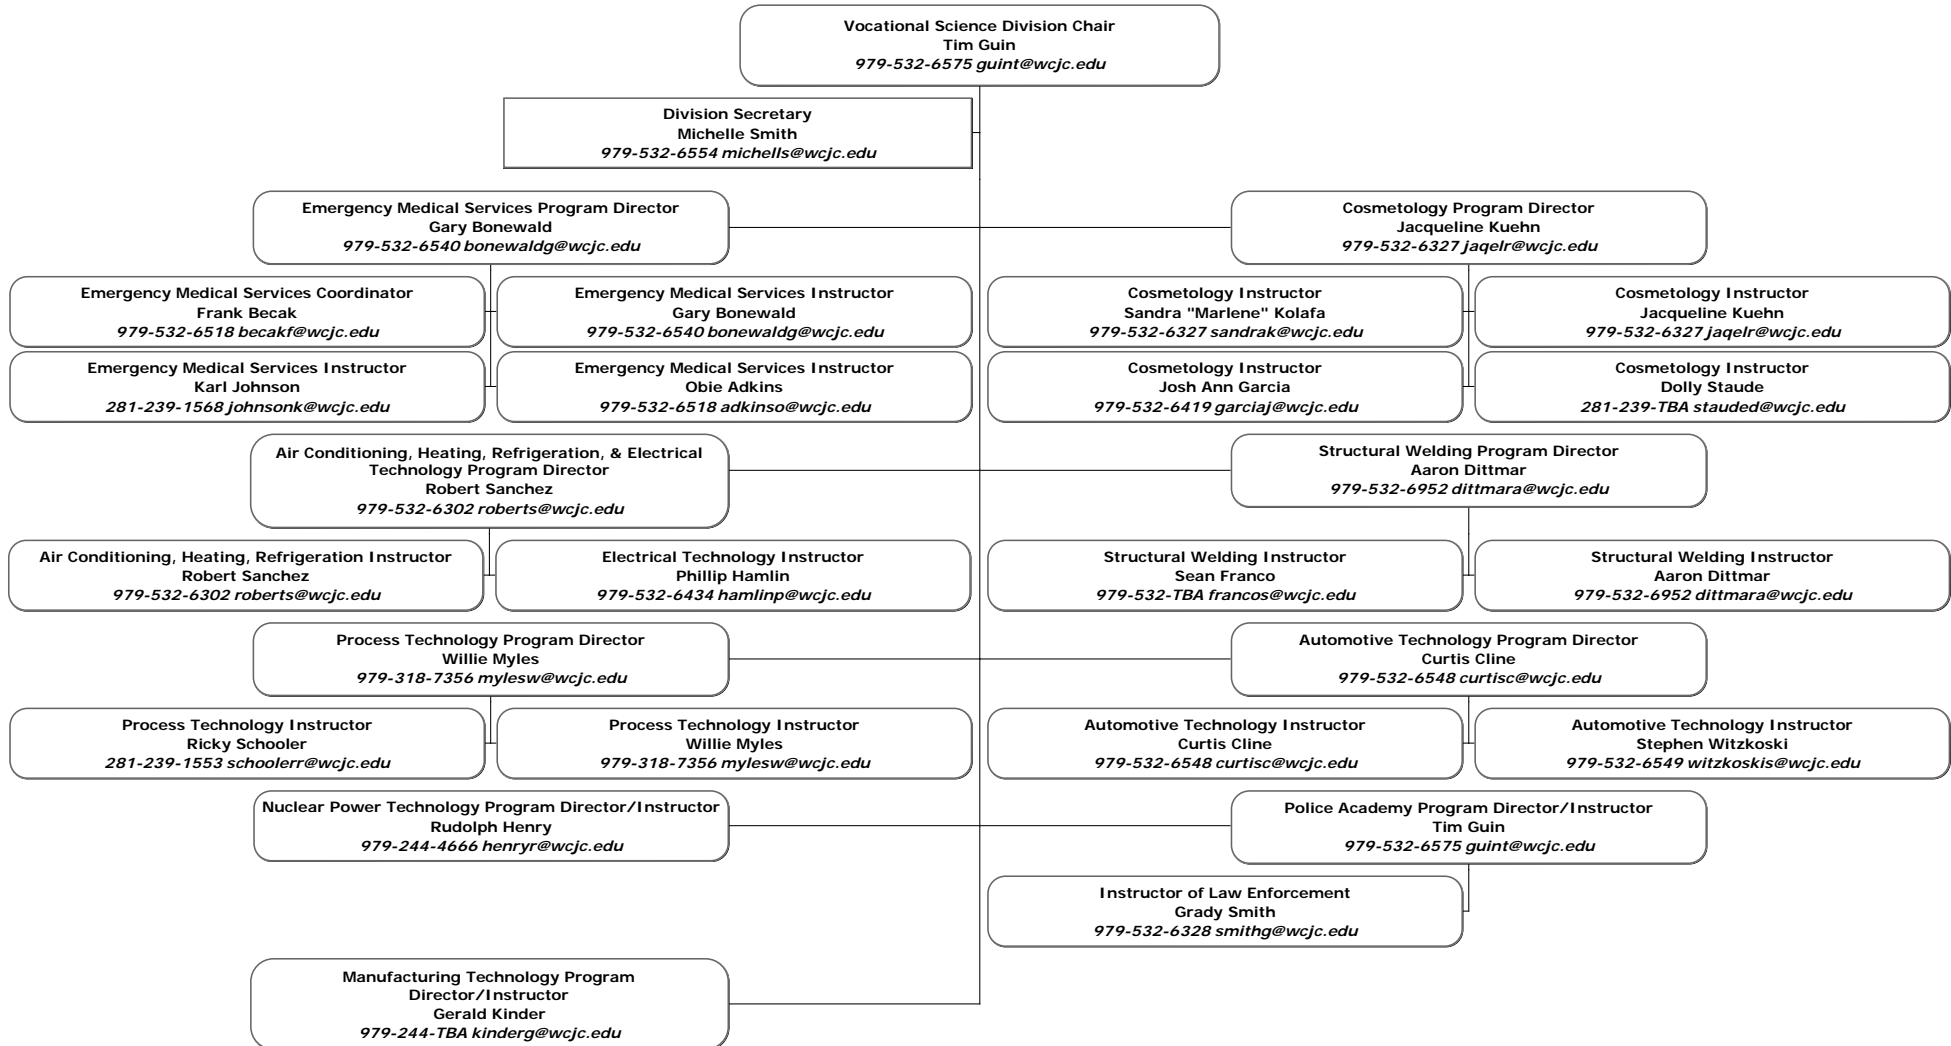 Vocational Science Division Chair
Tim Guin
979-532-6575 guint@wcjc.edu
Division Secretary
Michelle Smith
979-532-6554 michells@wcjc.edu
Emergency Medical Services Program Director
Gary Bonewald
979-532-6540 bonewaldg@wcjc.edu
Cosmetology Program Director
Jacqueline Kuehn
979-532-6327 jaqelr@wcjc.edu
Emergency Medical Services Coordinator
Frank Becak
979-532-6518 becakf@wcjc.edu
Emergency Medical Services Instructor
Gary Bonewald
979-532-6540 bonewaldg@wcjc.edu
Cosmetology Instructor
Sandra "Marlene" Kolafa
979-532-6327 sandrak@wcjc.edu
Cosmetology Instructor
Jacqueline Kuehn
979-532-6327 jaqelr@wcjc.edu
Emergency Medical Services Instructor
Karl Johnson
281-239-1568 johnsonk@wcjc.edu
Emergency Medical Services Instructor
Obie Adkins
979-532-6518 adkinso@wcjc.edu
Cosmetology Instructor
Josh Ann Garcia
979-532-6419 garciaj@wcjc.edu
Cosmetology Instructor
Dolly Staude
281-239-TBA stauded@wcjc.edu
Air Conditioning, Heating, Refrigeration, & Electrical
Technology Program Director
Robert Sanchez
979-532-6302 roberts@wcjc.edu
Structural Welding Program Director
Aaron Dittmar
979-532-6952 dittmara@wcjc.edu
Air Conditioning, Heating, Refrigeration Instructor
Robert Sanchez
979-532-6302 roberts@wcjc.edu
Electrical Technology Instructor
Phillip Hamlin
979-532-6434 hamlinp@wcjc.edu
Structural Welding Instructor
Sean Franco
979-532-TBA francos@wcjc.edu
Structural Welding Instructor
Aaron Dittmar
979-532-6952 dittmara@wcjc.edu
Process Technology Program Director
Willie Myles
979-318-7356 mylesw@wcjc.edu
Automotive Technology Program Director
Curtis Cline
979-532-6548 curtisc@wcjc.edu
Process Technology Instructor
Ricky Schooler
281-239-1553 schoolerr@wcjc.edu
Process Technology Instructor
Willie Myles
979-318-7356 mylesw@wcjc.edu
Automotive Technology Instructor
Curtis Cline
979-532-6548 curtisc@wcjc.edu
Automotive Technology Instructor
Stephen Witzkoski
979-532-6549 witzkoskis@wcjc.edu
Nuclear Power Technology Program Director/Instructor
Rudolph Henry
979-244-4666 henryr@wcjc.edu
Police Academy Program Director/Instructor
Tim Guin
979-532-6575 guint@wcjc.edu
Instructor of Law Enforcement
Grady Smith
979-532-6328 smithg@wcjc.edu
Manufacturing Technology Program
Director/Instructor
Gerald Kinder
979-244-TBA kinderg@wcjc.edu